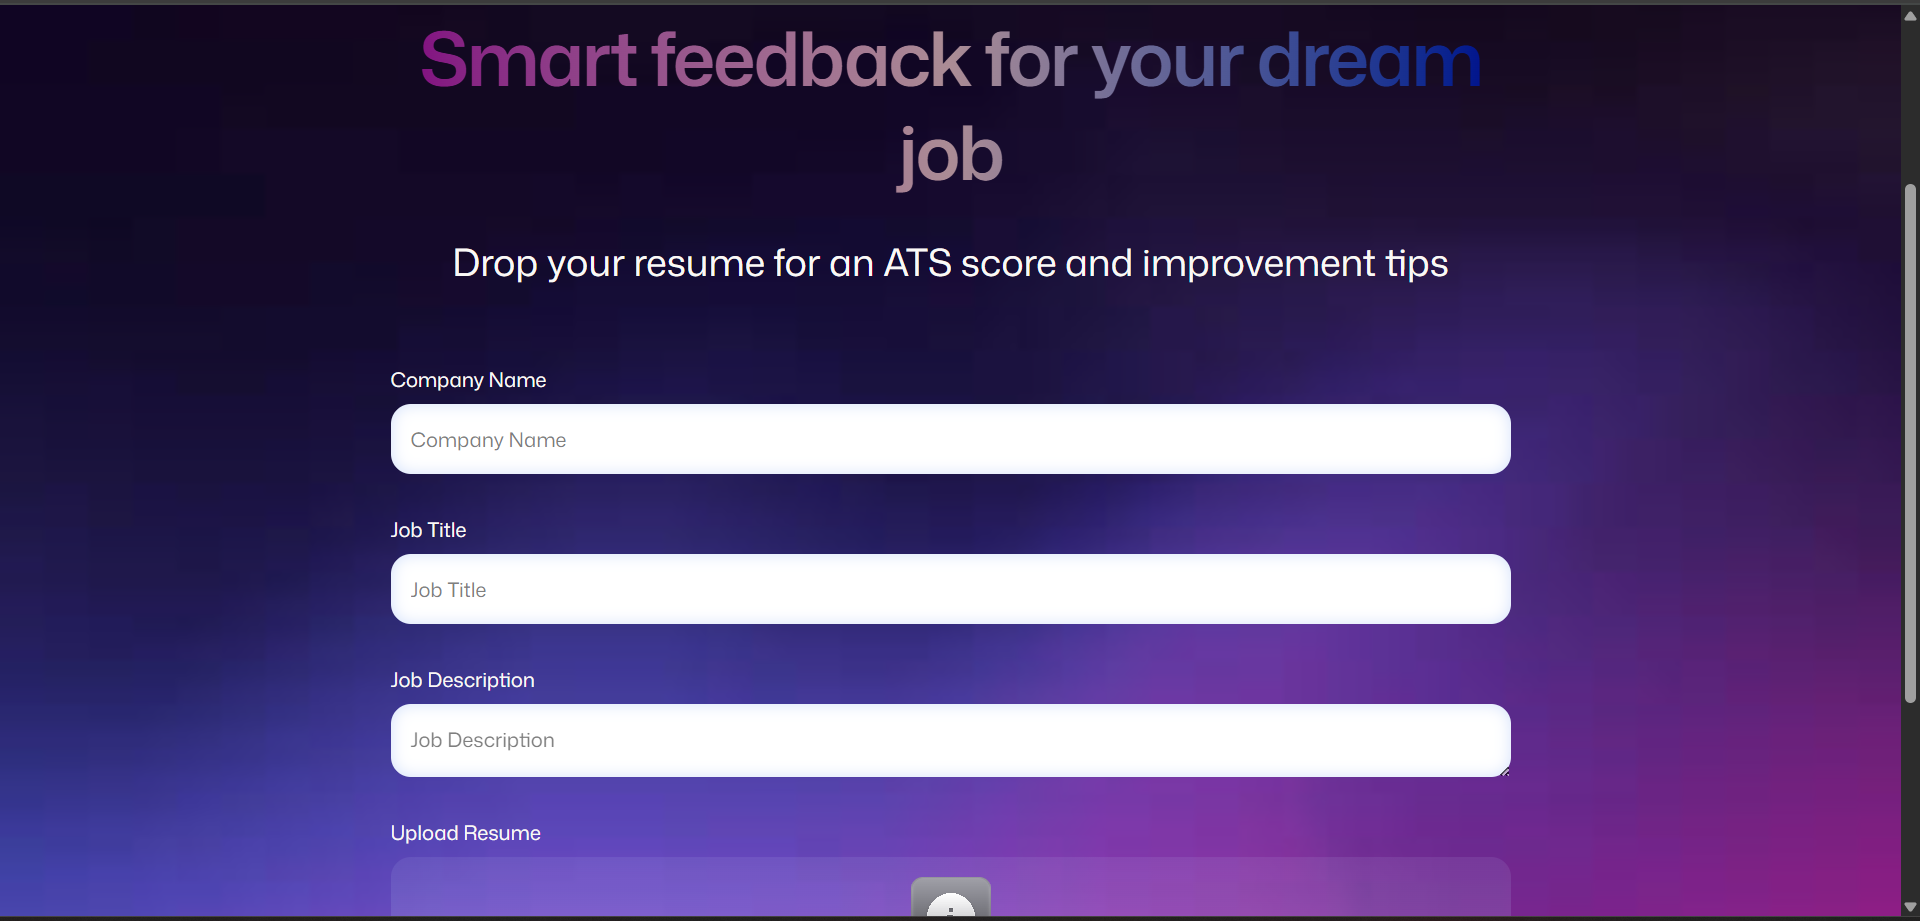 Smart feedback for your dream
job
Drop your resume for an ATS score and improvement tips
Company Name
Company Name
Job Title
Job Title
Job Description
Job Description
Upload Resume